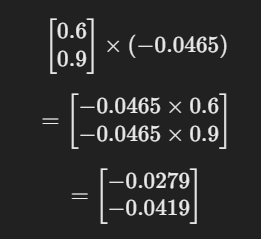 [0.6
0.9] × (−0.0465)
= [−0.0465 × 0.6
−0.0465 × 0.9]
= [−0.0279
−0.0419]